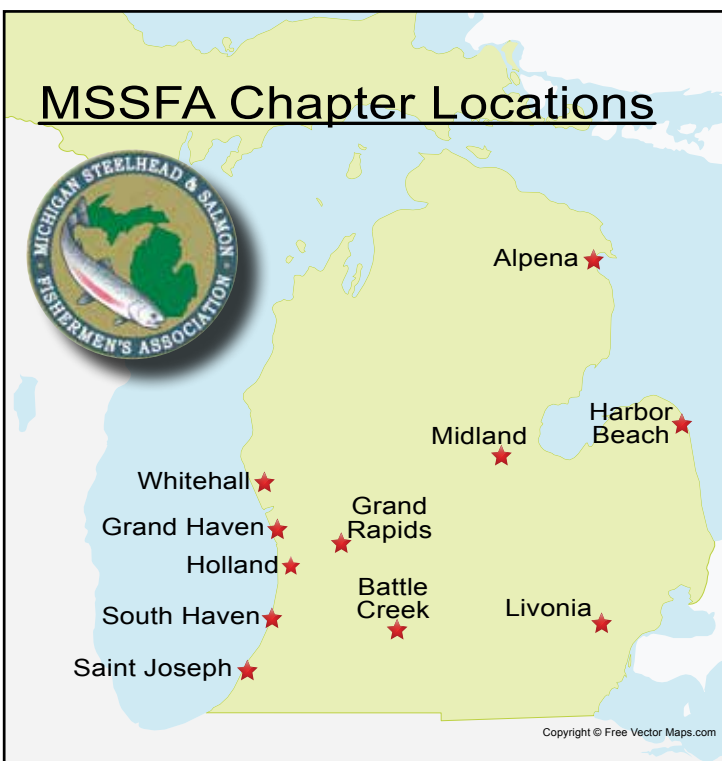 MSSFA Chapter Locations
MICHIGAN STEELHEAD & SALMON
FISHERMEN'S ASSOCIATION
Alpena
Harbor
Beach
Midland
Whitehall
Grand
Rapids
Grand Haven
Holland
Battle
Creek
South Haven
Livonia
Saint Joseph
Copyright © Free Vector Maps.com